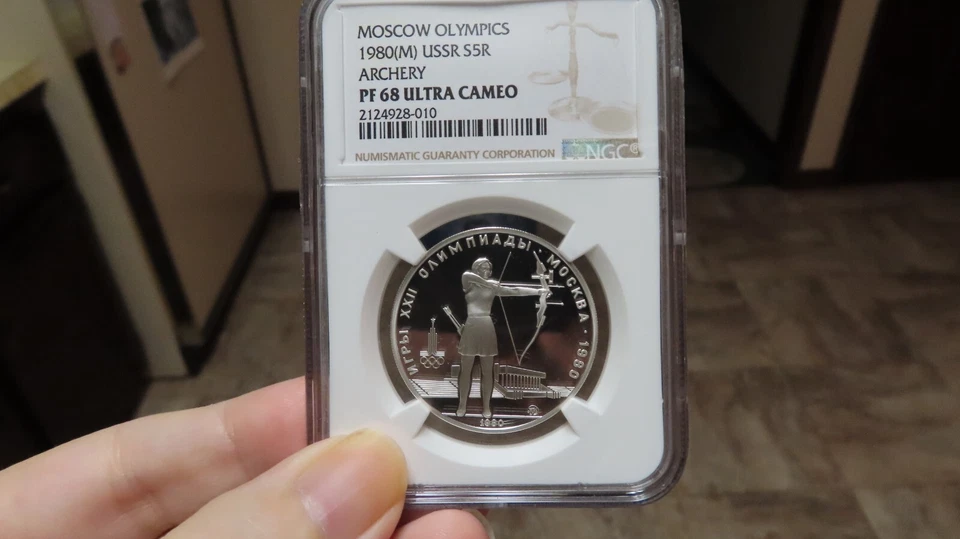 MOSCOW OLYMPICS
1980(M) USSR S5R
ARCHERY
PF 68 ULTRA CAMEO
2124928-010
NUMISMATIC GUARANTY CORPORATION
NGC®
ИГРЫ XXII ОЛИМПИАДЫ · МОСКВА · 1980
1980